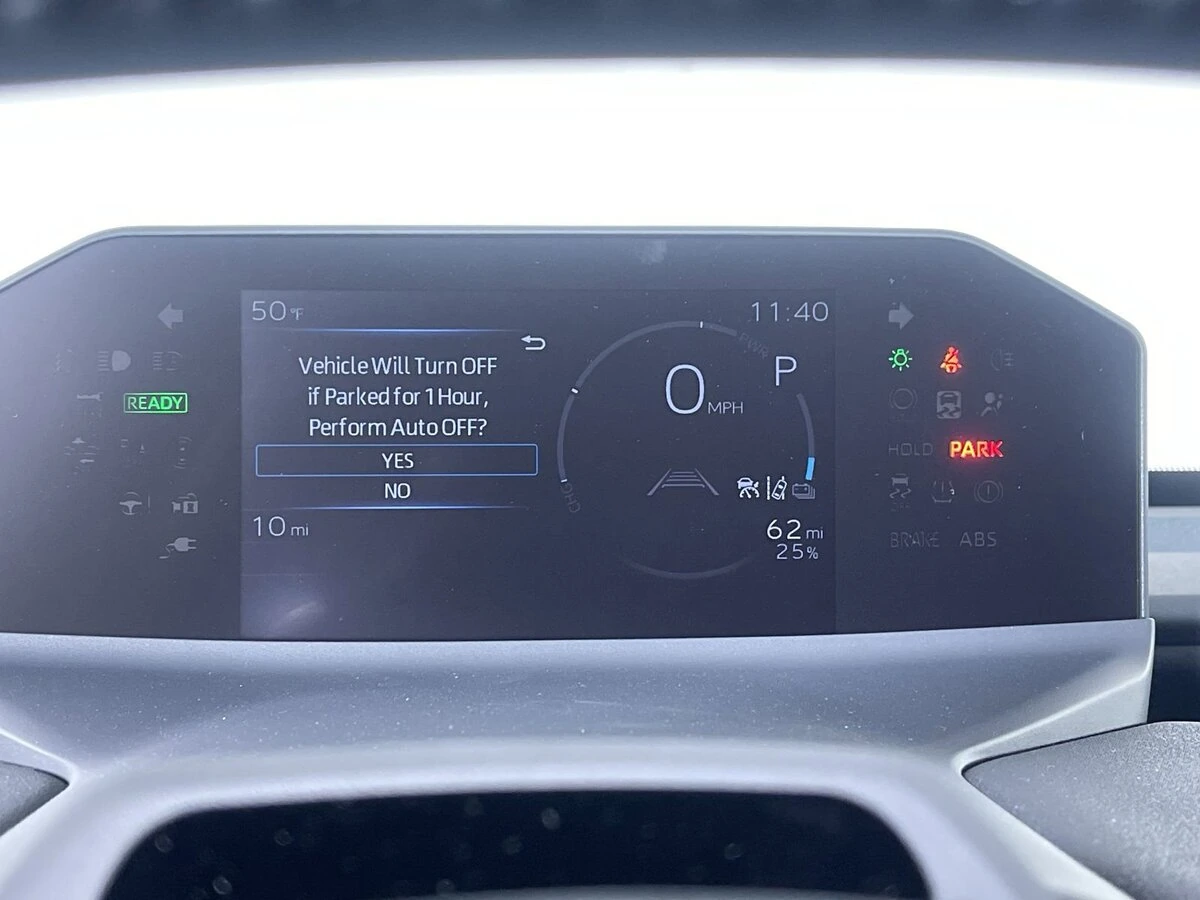 50°F
11:40
Vehicle Will Turn OFF
if Parked for 1 Hour,
Perform Auto OFF?
YES
NO
10 mi
READY
PWR
0 MPH
P
CHG
62 mi
25%
HOLD PARK
BRAKE ABS